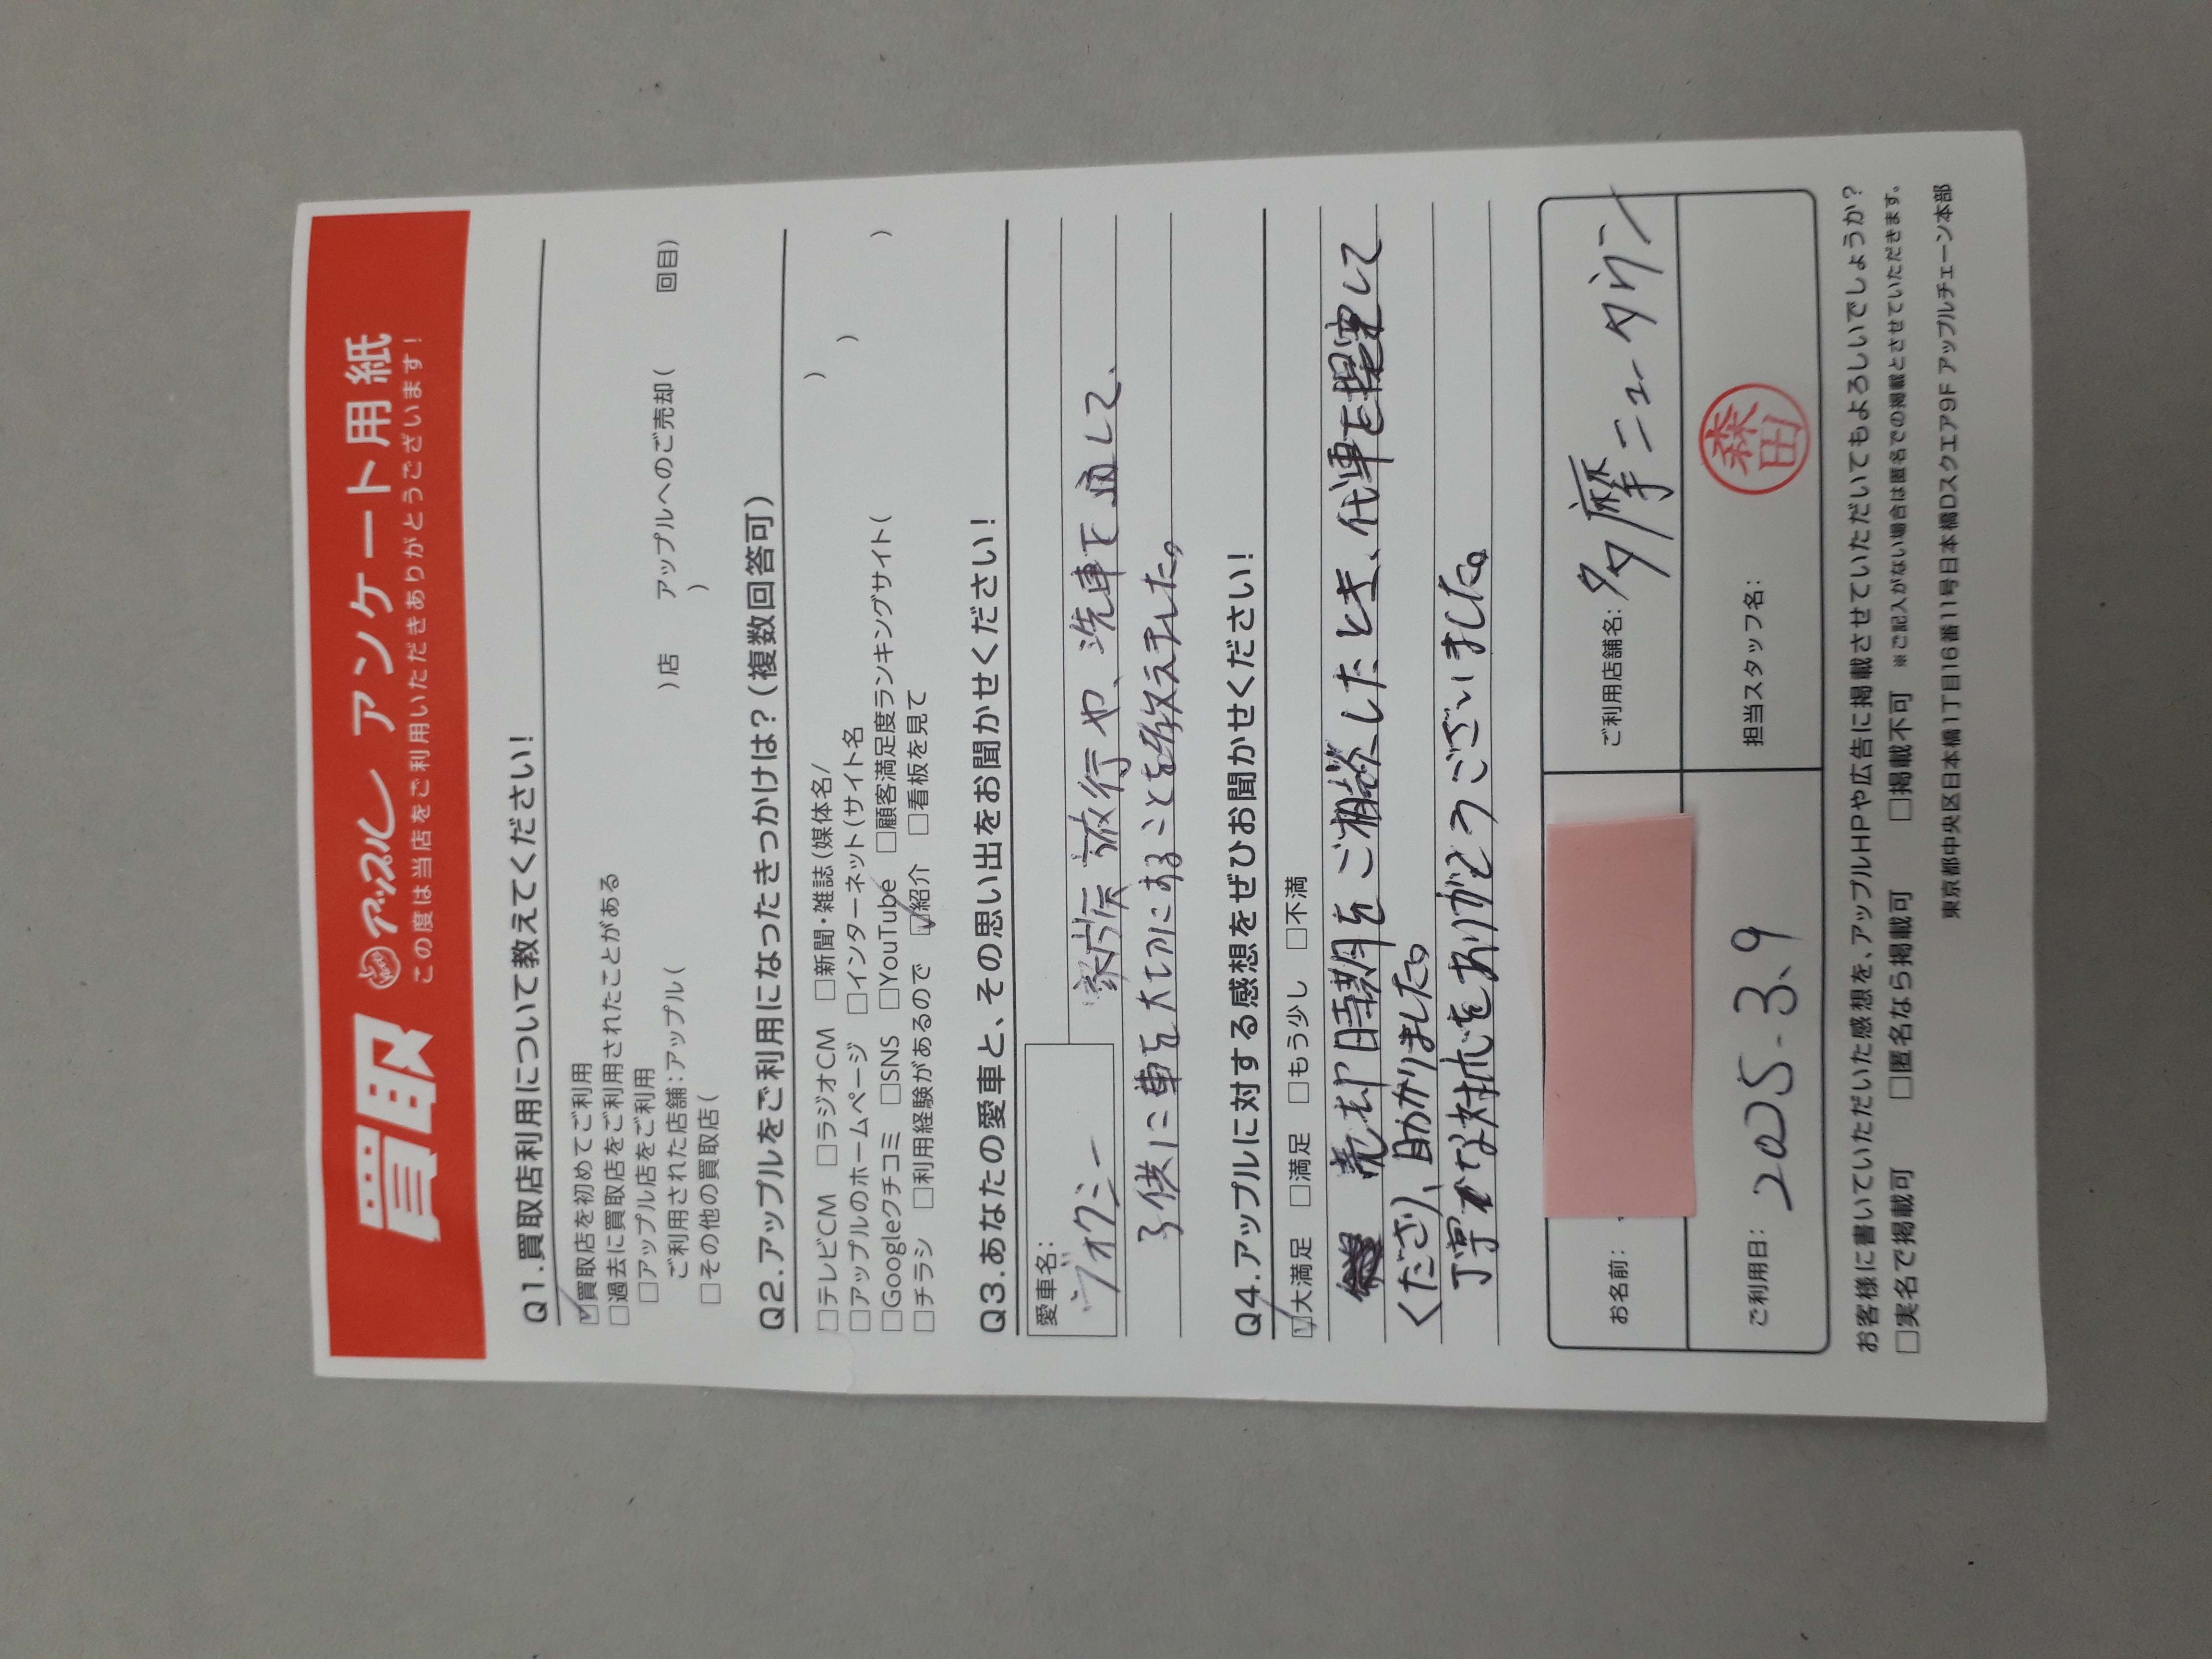 買取 アップル アンケート用紙
この度は当店をご利用いただきありがとうございます！
Q1.買取店利用について教えてください！
☑買取店を初めてご利用
□過去に買取店をご利用されたことがある
□アップル店をご利用
ご利用された店舗：アップル（　　　）店　アップルへのご売却（　　回目）
□その他の買取店（　　　）
Q2.アップルをご利用になったきっかけは？（複数回答可）
□テレビCM □ラジオCM □新聞・雑誌（媒体名/　　　）
□アップルのホームページ □インターネット（サイト名　　　）
□Googleクチコミ □SNS □YouTube □顧客満足度ランキングサイト（　　　）
□チラシ □利用経験があるので ☑紹介 □看板を見て
Q3.あなたの愛車と、その思い出をお聞かせください！
愛車名：
ヴォクシー 家族旅行や、洗車を通して、
子供に車を大切にすることを教えました。
Q4.アップルに対する感想をぜひお聞かせください！
☑大満足 □満足 □もう少し □不満
売却時期をご相談したとき、代車を提案して
くださり、助かりました。
丁寧な対応をありがとうございました。
お名前： ご利用店舗名：多摩ニュータウン
ご利用日：2025.3.9 担当スタッフ名：森田
お客様に書いていただいた感想を、アップルHPや広告に掲載させていただいてもよろしいでしょうか？
□実名で掲載可 □匿名なら掲載可 □掲載不可 ※ご記入がない場合は匿名での掲載とさせていただきます。
東京都中央区日本橋1丁目16番11号日本橋Dスクエア9F アップルチェーン本部